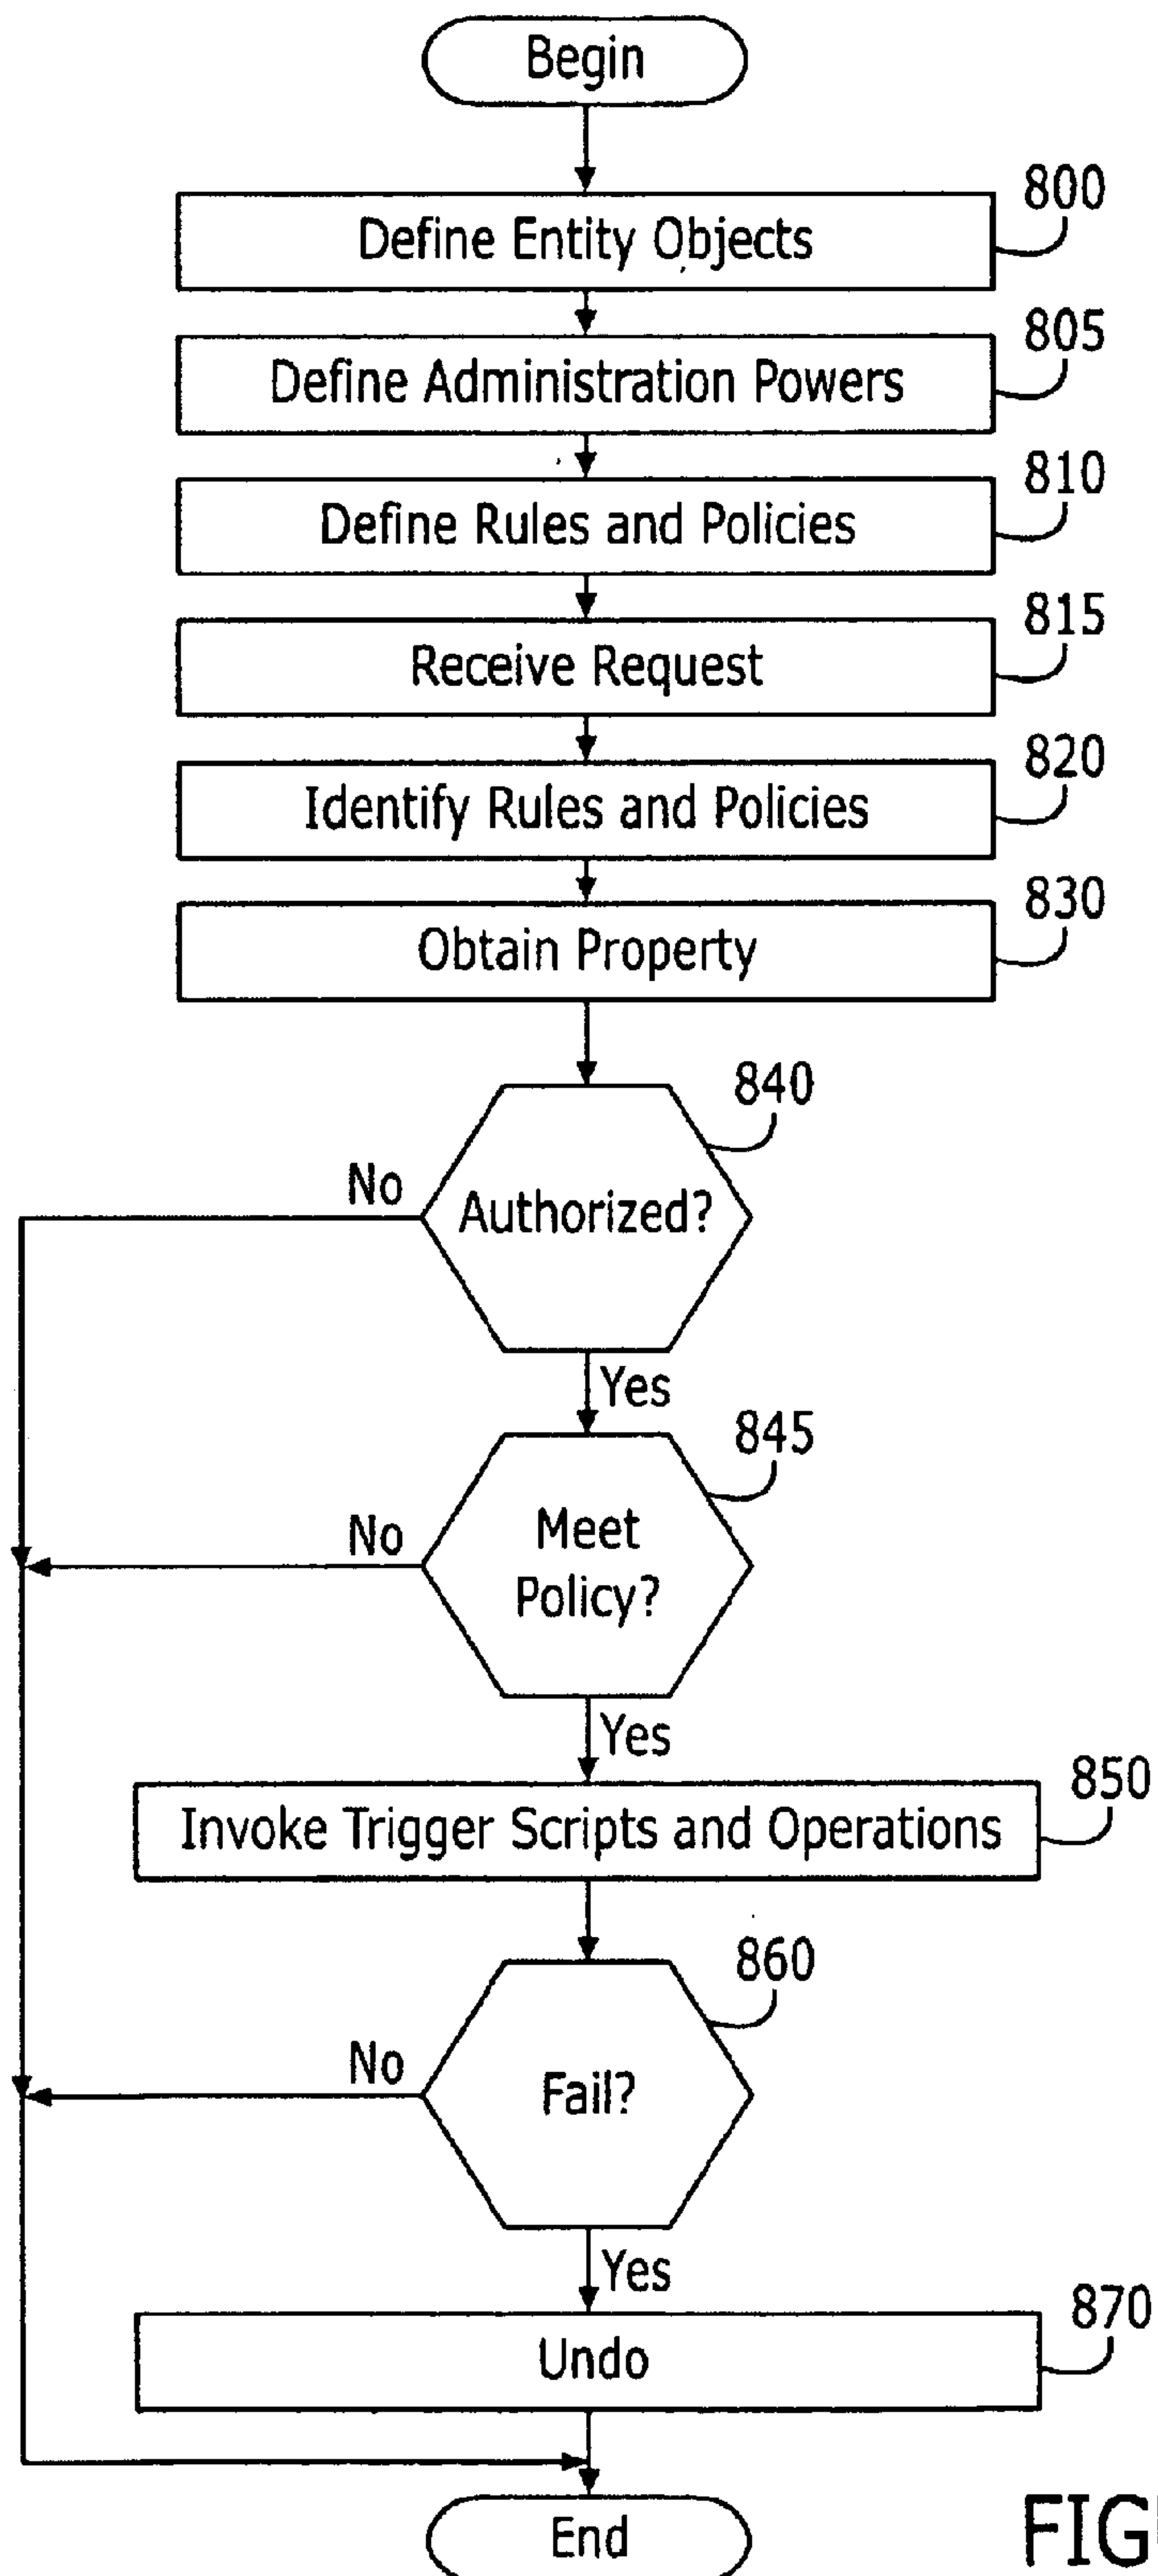 Begin
800
Define Entity Objects
805
Define Administration Powers
810
Define Rules and Policies
815
Receive Request
820
Identify Rules and Policies
830
Obtain Property
840
No
Authorized?
Yes
845
No
Meet
Policy?
Yes
850
Invoke Trigger Scripts and Operations
860
No
Fail?
Yes
870
Undo
End
FIG